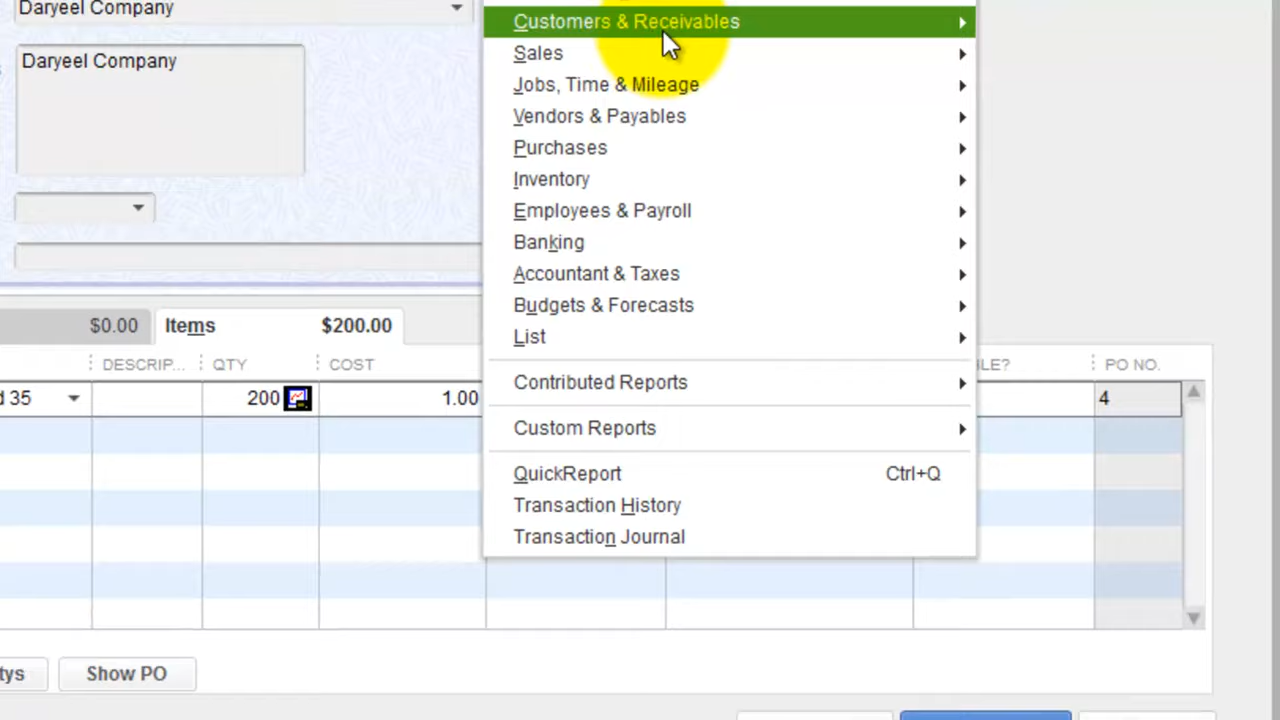 Daryeel Company
Customers & Receivables
Daryeel Company
Sales
Jobs, Time & Mileage
Vendors & Payables
Purchases
Inventory
Employees & Payroll
Banking
Accountant & Taxes
Budgets & Forecasts
$0.00 Items $200.00
List
DESCRIP... QTY COST LE? PO NO.
Contributed Reports
d 35 200 1.00 4
Custom Reports
QuickReport Ctrl+Q
Transaction History
Transaction Journal
tys Show PO